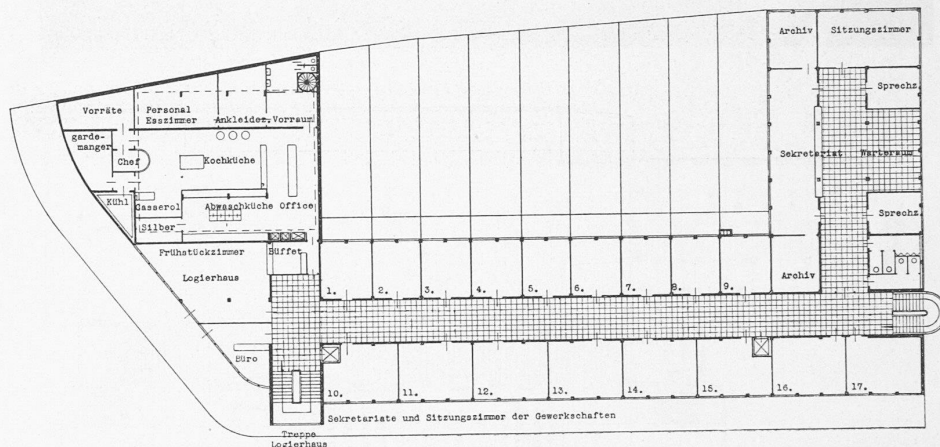 Archiv
Sitzungszimmer
Vorräte
Personal
Esszimmer
Ankleiden,Vorraum
Sprechz.
garde-
manger
Chef
Kochküche
Sekretariat
Warteraum
Kühl
Casserol
Abwaschküche Office
Silber
Sprechz.
Frühstückzimmer
Büffet
Logierhaus
Archiv
1.
2.
3.
4.
5.
6.
7.
8.
9.
Büro
10.
11.
12.
13.
14.
15.
16.
17.
Sekretariate und Sitzungszimmer der Gewerkschaften
Treppe
Logierhaus